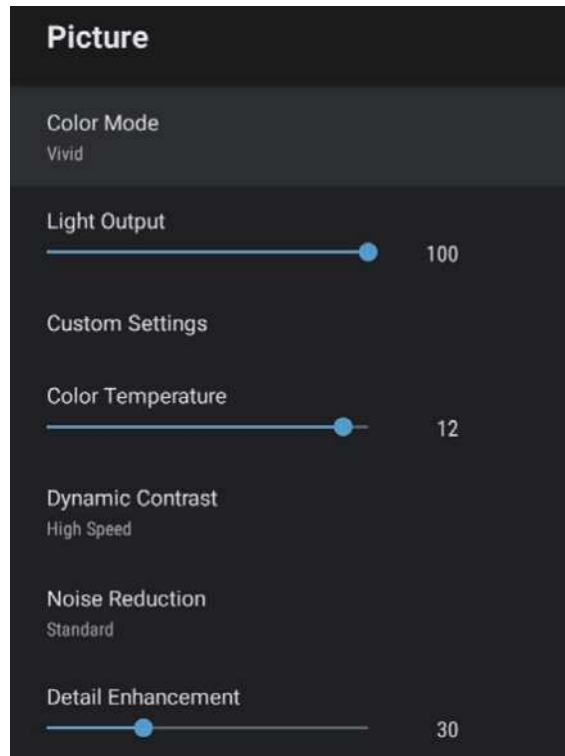 Picture
Color Mode
Vivid
Light Output
100
Custom Settings
Color Temperature
12
Dynamic Contrast
High Speed
Noise Reduction
Standard
Detail Enhancement
30